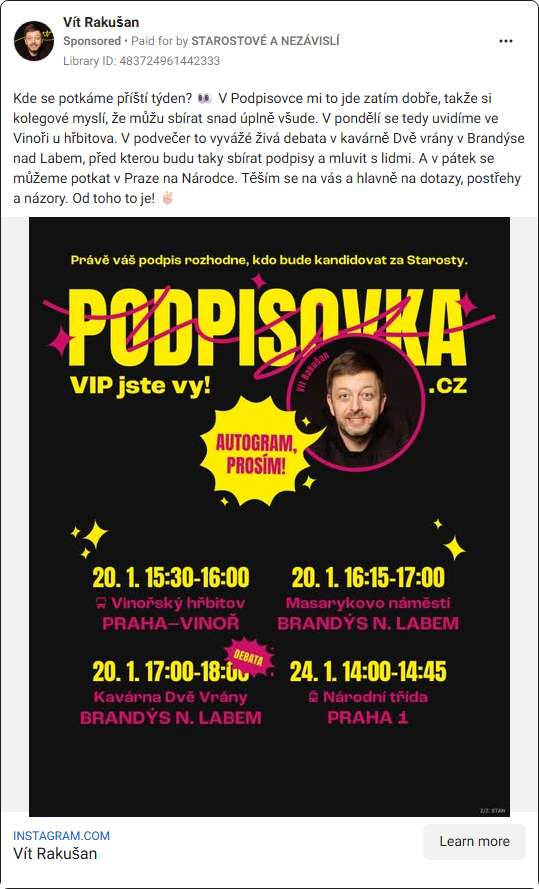 Vít Rakušan
Sponsored • Paid for by STAROSTOVÉ A NEZÁVISLÍ
Library ID: 483724961442333
Kde se potkáme příští týden? 👀 V Podpisovce mi to jde zatím dobře, takže si
kolegové myslí, že můžu sbírat snad úplně všude. V pondělí se tedy uvidíme ve
Vinoři u hřbitova. V podvečer to vyvážé živá debata v kavárně Dvě vrány v Brandýse
nad Labem, před kterou budu taky sbírat podpisy a mluvit s lidmi. A v pátek se
můžeme potkat v Praze na Národce. Těším se na vás a hlavně na dotazy, postřehy
a názory. Od toho to je! ✌🏻
Právě váš podpis rozhodne, kdo bude kandidovat za Starosty.
PODPISOVKA
VIP jste vy!
.CZ
Vít Rakušan
AUTOGRAM,
PROSÍM!
20. 1. 15:30-16:00
Vinořský hřbitov
PRAHA–VINOŘ
20. 1. 16:15-17:00
Masarykovo náměstí
BRANDÝS N. LABEM
20. 1. 17:00-18:00
DEBATA
Kavárna Dvě Vrány
BRANDÝS N. LABEM
24. 1. 14:00-14:45
Národní třída
PRAHA 1
Z/Z: STAN
INSTAGRAM.COM
Vít Rakušan
Learn more